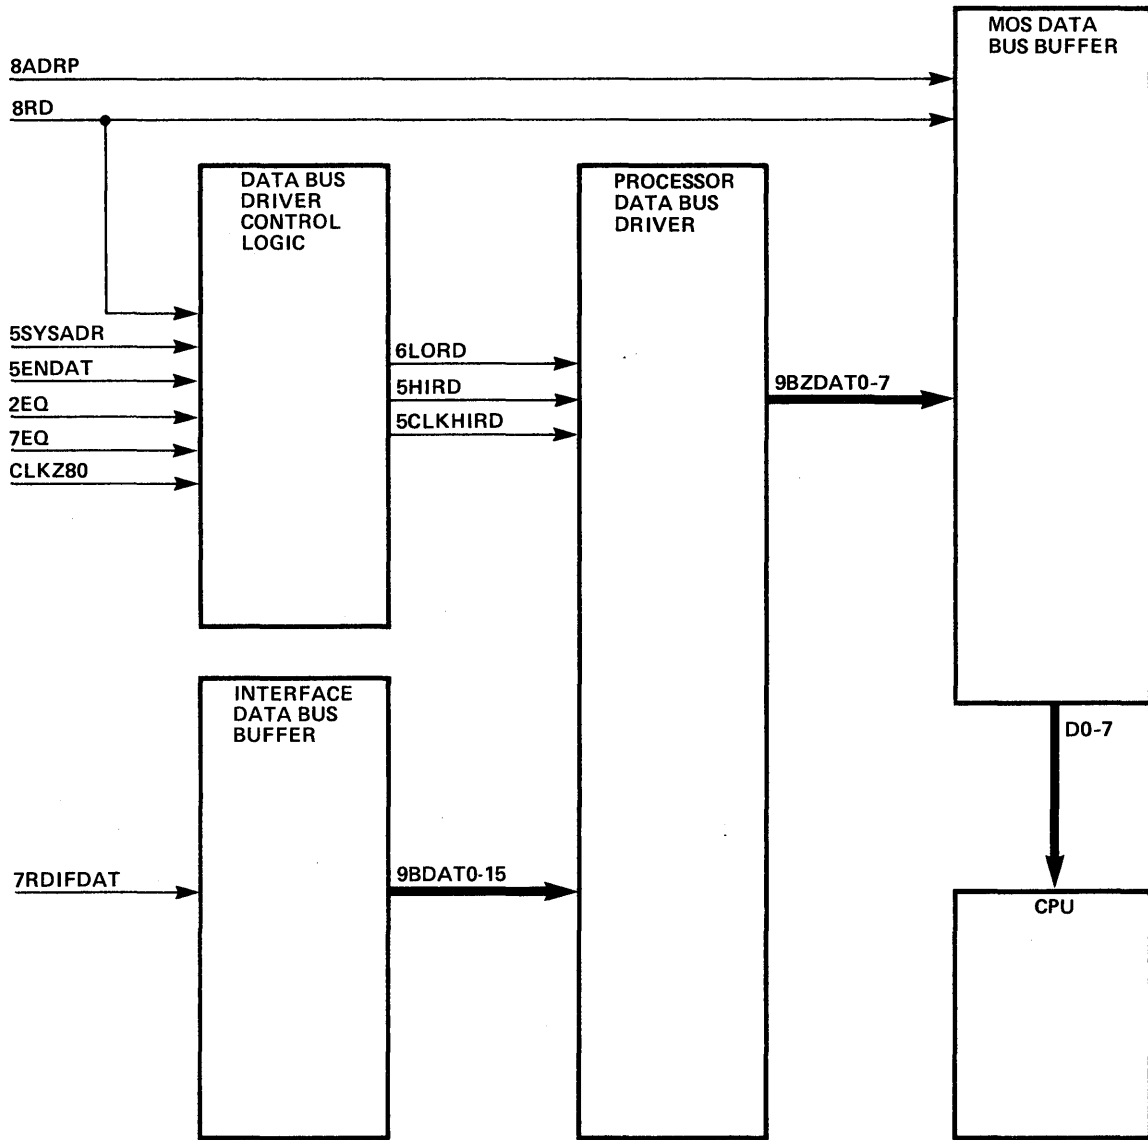 MOS DATA
BUS BUFFER
8ADRP
8RD
DATA BUS
DRIVER
CONTROL
LOGIC
PROCESSOR
DATA BUS
DRIVER
5SYSADR
5ENDAT
2EQ
7EQ
CLKZ80
6LORD
5HIRD
5CLKHIRD
9BZDAT0-7
INTERFACE
DATA BUS
BUFFER
D0-7
7RDIFDAT
9BDAT0-15
CPU